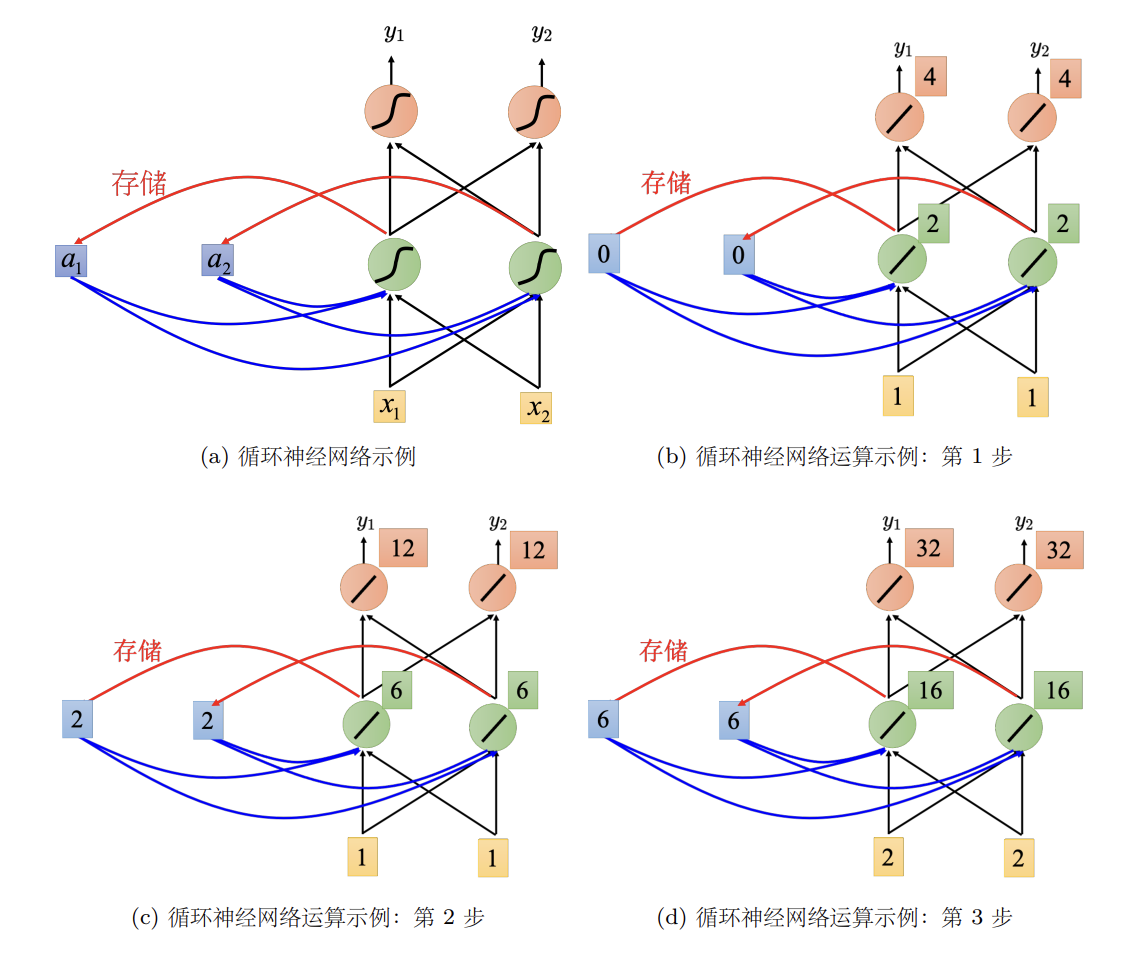 y₁ y₂
存储
a₁ a₂
x₁ x₂
(a) 循环神经网络示例
y₁ 4 y₂ 4
存储
2 2
0 0
1 1
(b) 循环神经网络运算示例：第 1 步
y₁ 12 y₂ 12
存储
6 6
2 2
1 1
(c) 循环神经网络运算示例：第 2 步
y₁ 32 y₂ 32
存储
16 16
6 6
2 2
(d) 循环神经网络运算示例：第 3 步